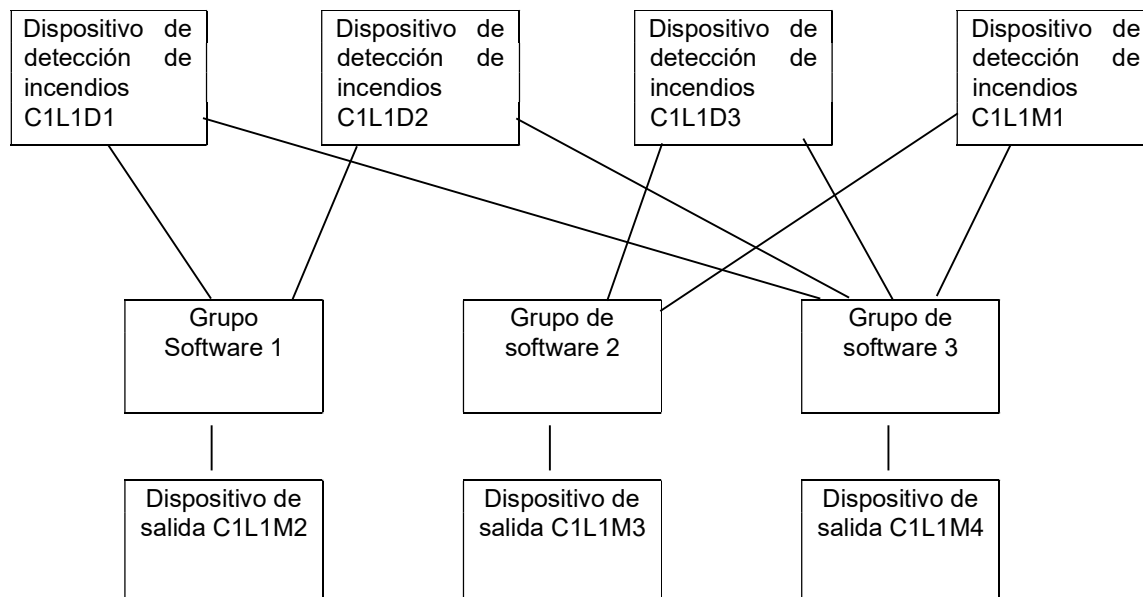 Dispositivo de
detección de
incendios
C1L1D1
Dispositivo de
detección de
incendios
C1L1D2
Dispositivo de
detección de
incendios
C1L1D3
Dispositivo de
detección de
incendios
C1L1M1
Grupo
Software 1
Grupo de
software 2
Grupo de
software 3
Dispositivo de
salida C1L1M2
Dispositivo de
salida C1L1M3
Dispositivo de
salida C1L1M4